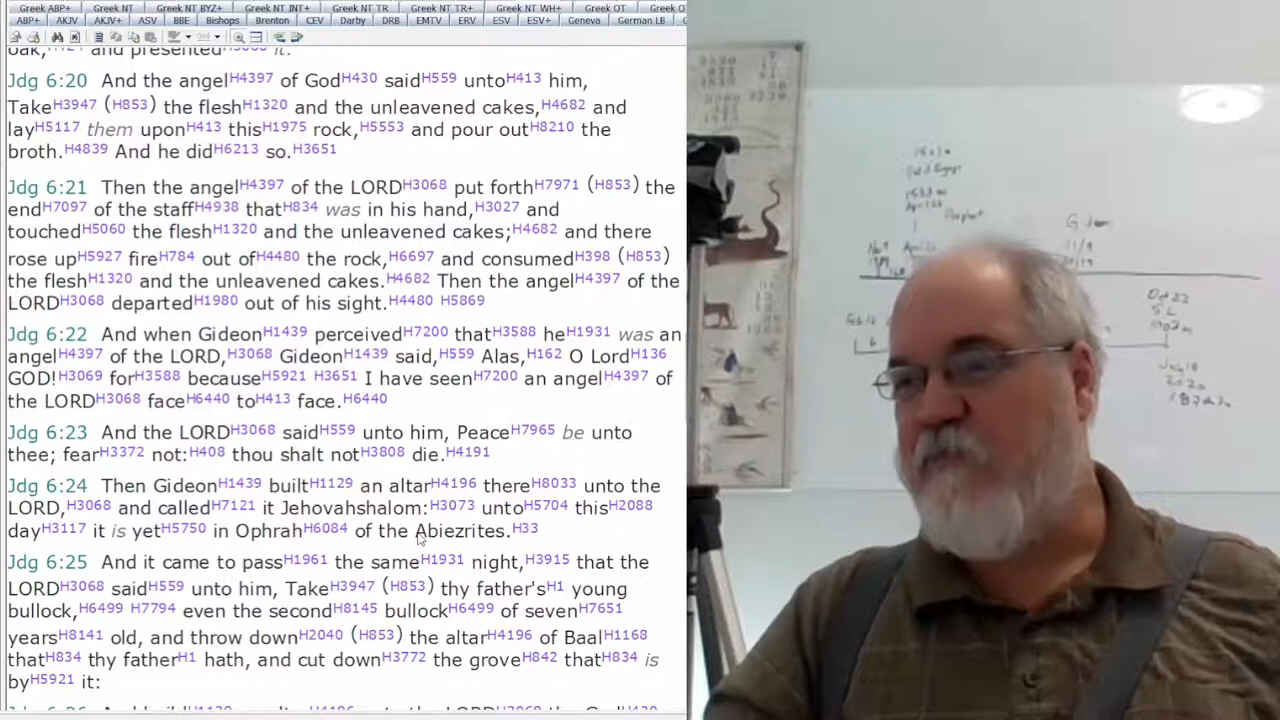 Greek ABP+ Greek NT Greek NT BYZ+ Greek NT INT+ Greek NT TR Greek NT TR+ Greek NT WH+ Greek OT Greek O
ABP+ AKJV AKJV+ ASV BBE Bishops Brenton CEV Darby DRB EMTV ERV ESV ESV+ Geneva German LB
oak, and presented it.
Jdg 6:20 And the angelH4397 of GodH430 saidH559 untoH413 him,
TakeH3947 (H853) the fleshH1320 and the unleavened cakes,H4682 and
layH5117 them uponH413 thisH1975 rock,H5553 and pour outH8210 the
broth.H4839 And he didH6213 so.H3651
Jdg 6:21 Then the angelH4397 of the LORDH3068 put forthH7971 (H853) the
endH7097 of the staffH4938 thatH834 was in his hand,H3027 and
touchedH5060 the fleshH1320 and the unleavened cakes;H4682 and there
rose upH5927 fireH784 out ofH4480 the rock,H6697 and consumedH398 (H853)
the fleshH1320 and the unleavened cakes.H4682 Then the angelH4397 of the
LORDH3068 departedH1980 out of his sight.H4480 H5869
Jdg 6:22 And when GideonH1439 perceivedH7200 thatH3588 heH1931 was an
angelH4397 of the LORD,H3068 GideonH1439 said,H559 Alas,H162 O LordH136
GOD!H3069 forH3588 becauseH5921 H3651 I have seenH7200 an angelH4397 of
the LORDH3068 faceH6440 toH413 face.H6440
Jdg 6:23 And the LORDH3068 saidH559 unto him, PeaceH7965 be unto
thee; fearH3372 not:H408 thou shalt notH3808 die.H4191
Jdg 6:24 Then GideonH1439 builtH1129 an altarH4196 thereH8033 unto the
LORD,H3068 and calledH7121 it Jehovahshalom:H3073 untoH5704 thisH2088
dayH3117 it is yetH5750 in OphrahH6084 of the Abiezrites.H33
Jdg 6:25 And it came to passH1961 the sameH1931 night,H3915 that the
LORDH3068 saidH559 unto him, TakeH3947 (H853) thy father'sH1 young
bullock,H6499 H7794 even the secondH8145 bullockH6499 of sevenH7651
yearsH8141 old, and throw downH2040 (H853) the altarH4196 of BaalH1168
thatH834 thy fatherH1 hath, and cut downH3772 the groveH842 thatH834 is
byH5921 it:
Prophet
11/9
Oct 22
July 18
2020